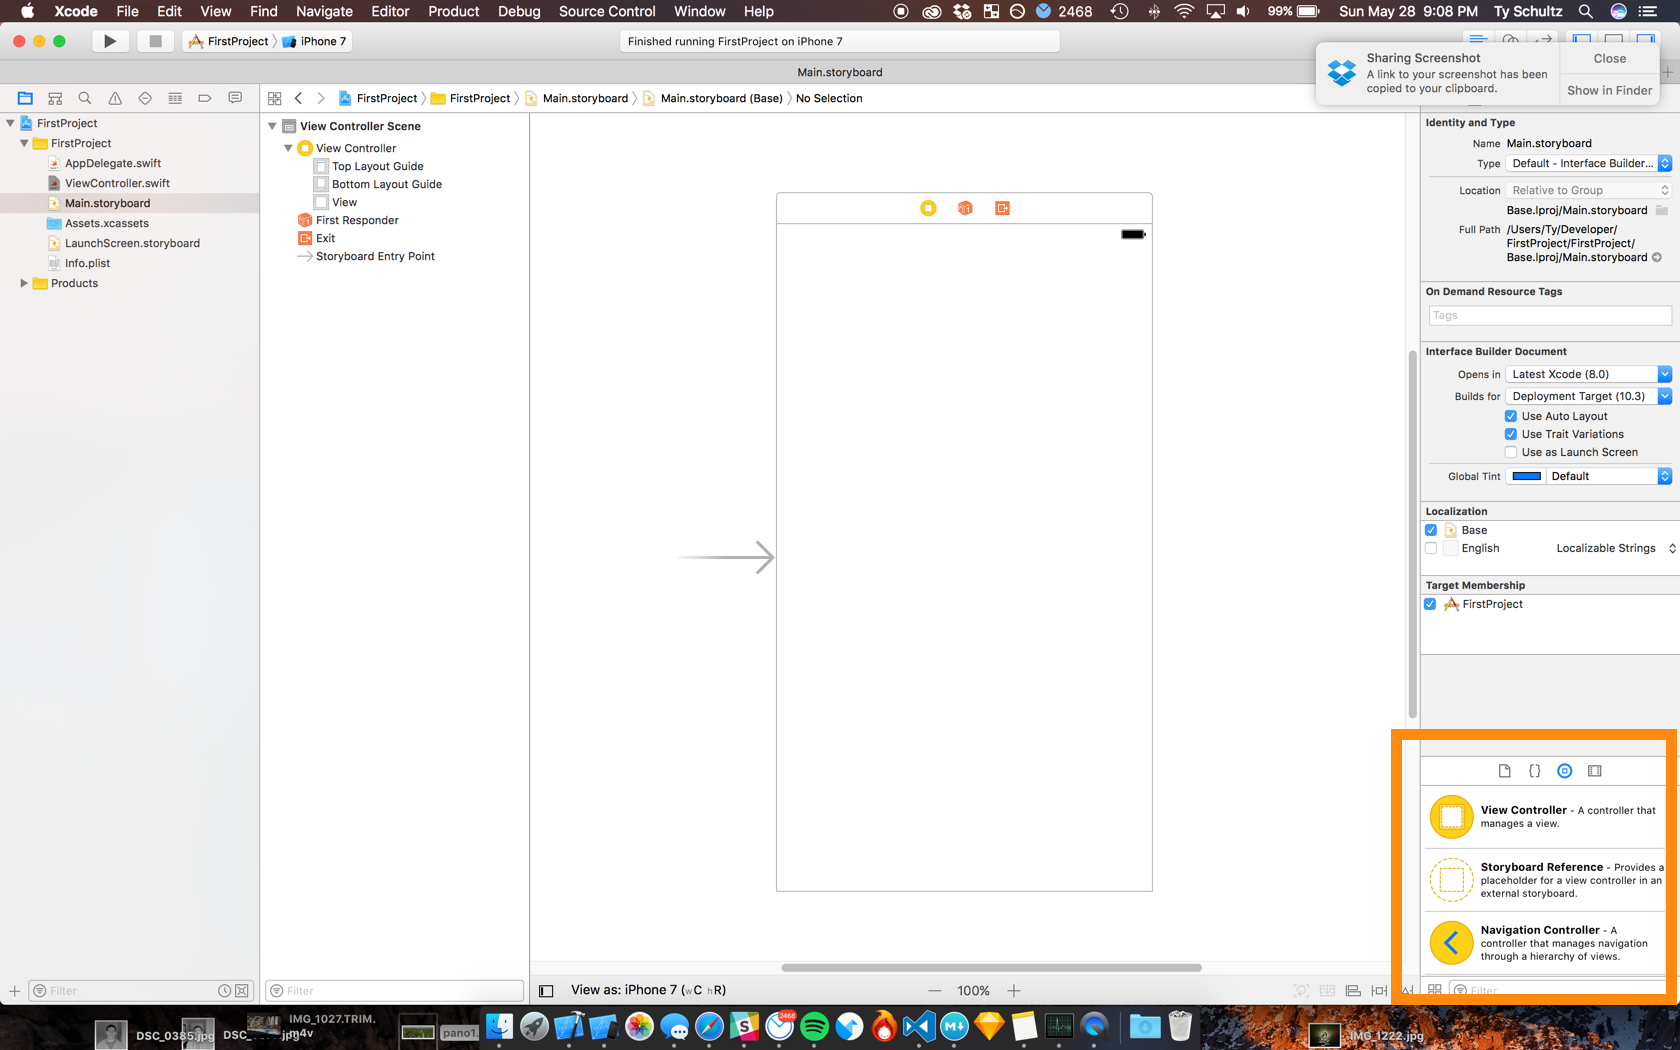 Xcode File Edit View Find Navigate Editor Product Debug Source Control Window Help 2468 99% Sun May 28 9:08 PM Ty Schultz
FirstProject iPhone 7
Finished running FirstProject on iPhone 7
Sharing Screenshot
A link to your screenshot has been
copied to your clipboard.
Close
Show in Finder
Main.storyboard
FirstProject FirstProject Main.storyboard Main.storyboard (Base) No Selection
FirstProject
FirstProject
AppDelegate.swift
ViewController.swift
Main.storyboard
Assets.xcassets
LaunchScreen.storyboard
Info.plist
Products
View Controller Scene
View Controller
Top Layout Guide
Bottom Layout Guide
View
First Responder
Exit
Storyboard Entry Point
Identity and Type
Name Main.storyboard
Type Default - Interface Builder...
Location Relative to Group
Base.lproj/Main.storyboard
Full Path /Users/Ty/Developer/
FirstProject/FirstProject/
Base.lproj/Main.storyboard
On Demand Resource Tags
Tags
Interface Builder Document
Opens in Latest Xcode (8.0)
Builds for Deployment Target (10.3)
Use Auto Layout
Use Trait Variations
Use as Launch Screen
Global Tint Default
Localization
Base
English Localizable Strings
Target Membership
FirstProject
{}
View Controller - A controller that
manages a view.
Storyboard Reference - Provides a
placeholder for a view controller in an
external storyboard.
Navigation Controller - A
controller that manages navigation
through a hierarchy of views.
Filter
Filter
Filter
View as: iPhone 7 (wC hR)
100%
DSC_0385.jpg
DSC_
jpg
IMG_1027.TRIM.
m4v
pano1.
2468
M
IMG_1222.jpg